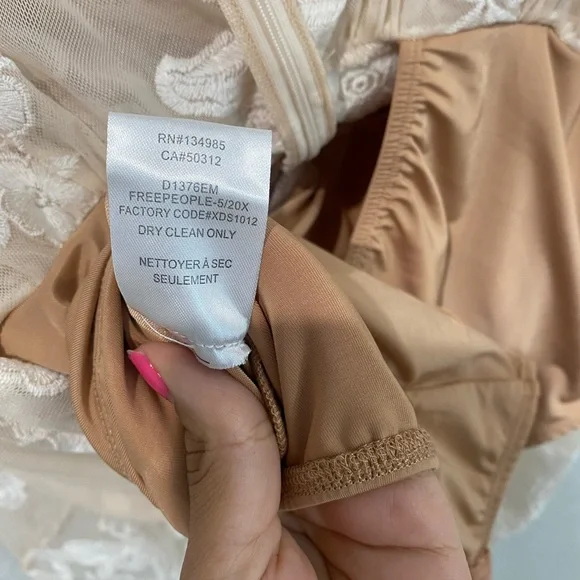 RN#134985
CA#50312
D1376EM
FREEPEOPLE-5/20X
FACTORY CODE#XDS1012
DRY CLEAN ONLY
NETTOYER À SEC
SEULEMENT